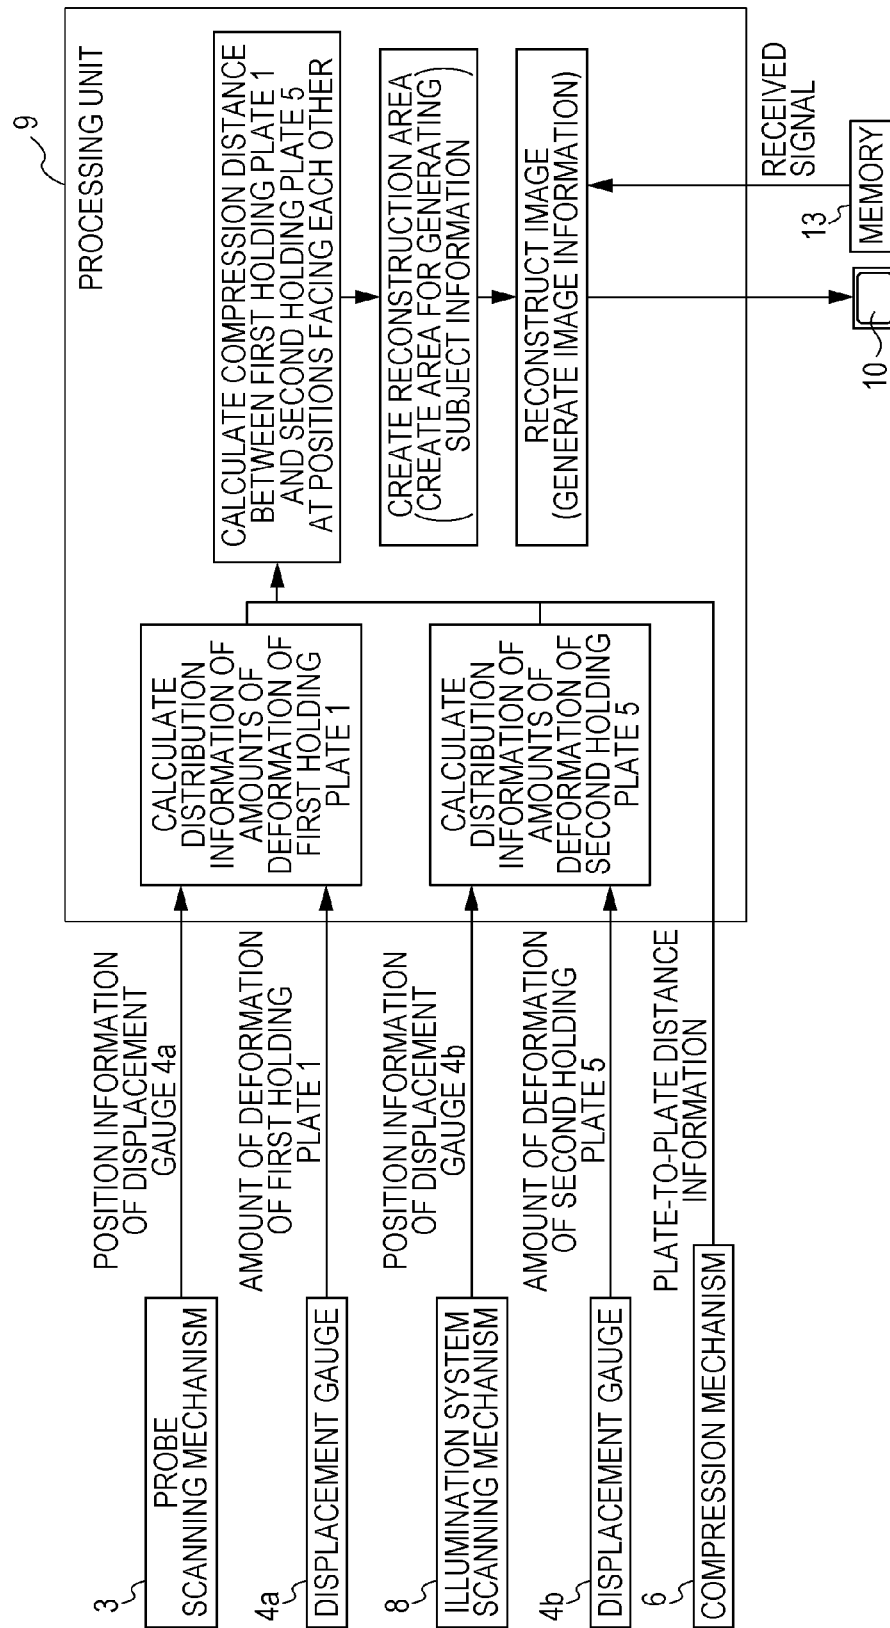 9
PROCESSING UNIT
3
PROBE
SCANNING MECHANISM
POSITION INFORMATION
OF DISPLACEMENT
GAUGE 4a
4a
DISPLACEMENT GAUGE
AMOUNT OF DEFORMATION
OF FIRST HOLDING
PLATE 1
CALCULATE
DISTRIBUTION
INFORMATION OF
AMOUNTS OF
DEFORMATION OF
FIRST HOLDING
PLATE 1
8
ILLUMINATION SYSTEM
SCANNING MECHANISM
POSITION INFORMATION
OF DISPLACEMENT
GAUGE 4b
4b
DISPLACEMENT GAUGE
AMOUNT OF DEFORMATION
OF SECOND HOLDING
PLATE 5
CALCULATE
DISTRIBUTION
INFORMATION OF
AMOUNTS OF
DEFORMATION OF
SECOND HOLDING
PLATE 5
6
COMPRESSION MECHANISM
PLATE-TO-PLATE DISTANCE
INFORMATION
CALCULATE COMPRESSION DISTANCE
BETWEEN FIRST HOLDING PLATE 1
AND SECOND HOLDING PLATE 5
AT POSITIONS FACING EACH OTHER
CREATE RECONSTRUCTION AREA
(CREATE AREA FOR GENERATING
SUBJECT INFORMATION)
RECONSTRUCT IMAGE
(GENERATE IMAGE INFORMATION)
RECEIVED
SIGNAL
10
13
MEMORY